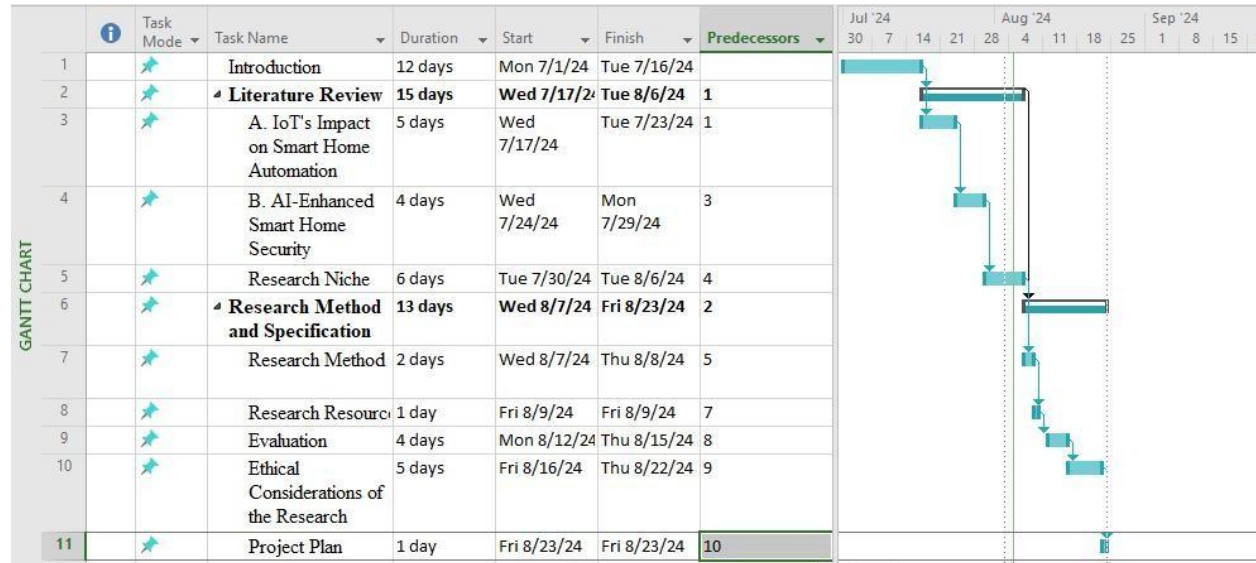 GANTT CHART
Task Mode Task Name Duration Start Finish Predecessors
Jul '24 Aug '24 Sep '24
30 7 14 21 28 4 11 18 25 1 8 15
1 Introduction 12 days Mon 7/1/24 Tue 7/16/24
2 Literature Review 15 days Wed 7/17/24 Tue 8/6/24 1
3 A. IoT's Impact on Smart Home Automation 5 days Wed 7/17/24 Tue 7/23/24 1
4 B. AI-Enhanced Smart Home Security 4 days Wed 7/24/24 Mon 7/29/24 3
5 Research Niche 6 days Tue 7/30/24 Tue 8/6/24 4
6 Research Method and Specification 13 days Wed 8/7/24 Fri 8/23/24 2
7 Research Method 2 days Wed 8/7/24 Thu 8/8/24 5
8 Research Resourc 1 day Fri 8/9/24 Fri 8/9/24 7
9 Evaluation 4 days Mon 8/12/24 Thu 8/15/24 8
10 Ethical Considerations of the Research 5 days Fri 8/16/24 Thu 8/22/24 9
11 Project Plan 1 day Fri 8/23/24 Fri 8/23/24 10